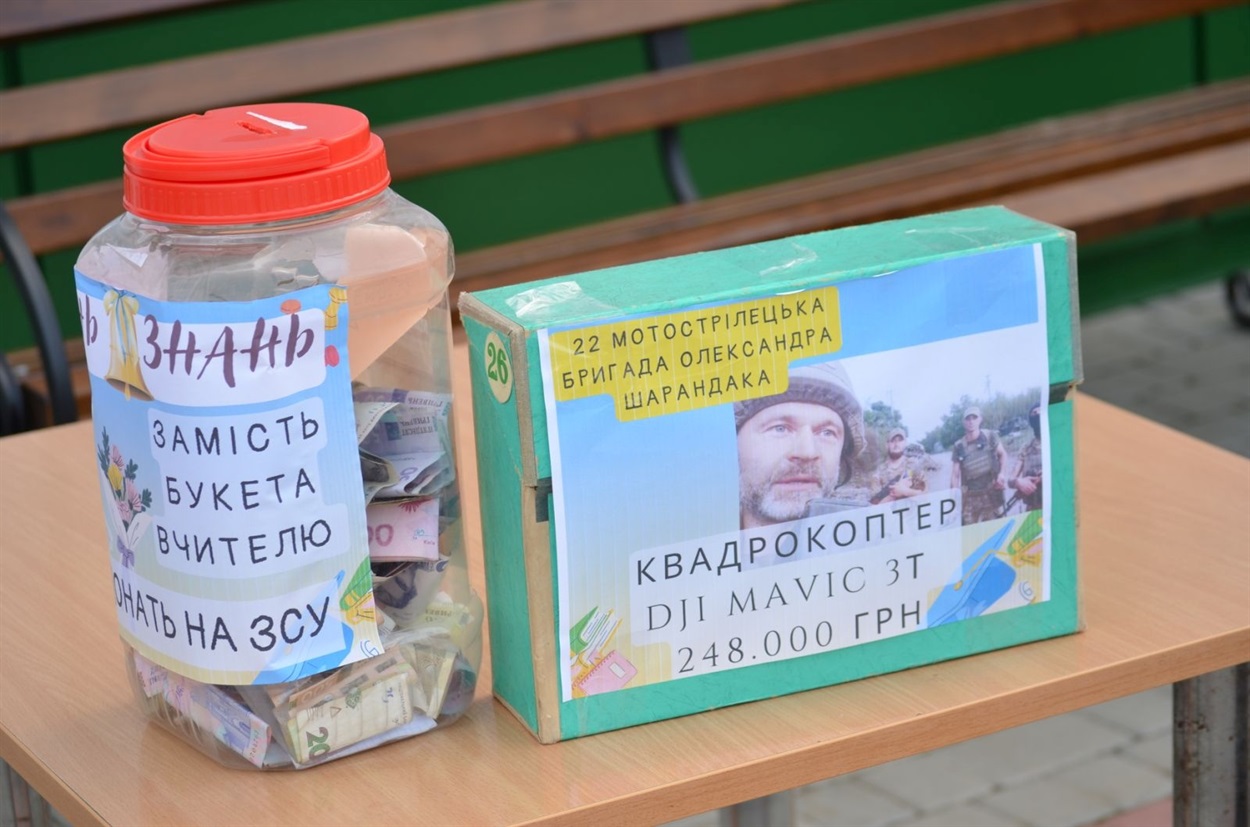 Ь ЗНАНЬ
ЗАМІСТЬ
БУКЕТА
ВЧИТЕЛЮ
ОНАТЬ НА ЗСУ
20
26
22 МОТОСТРІЛЕЦЬКА
БРИГАДА ОЛЕКСАНДРА
ШАРАНДАКА
КВАДРОКОПТЕР
DJI MAVIC 3T
248.000 ГРН